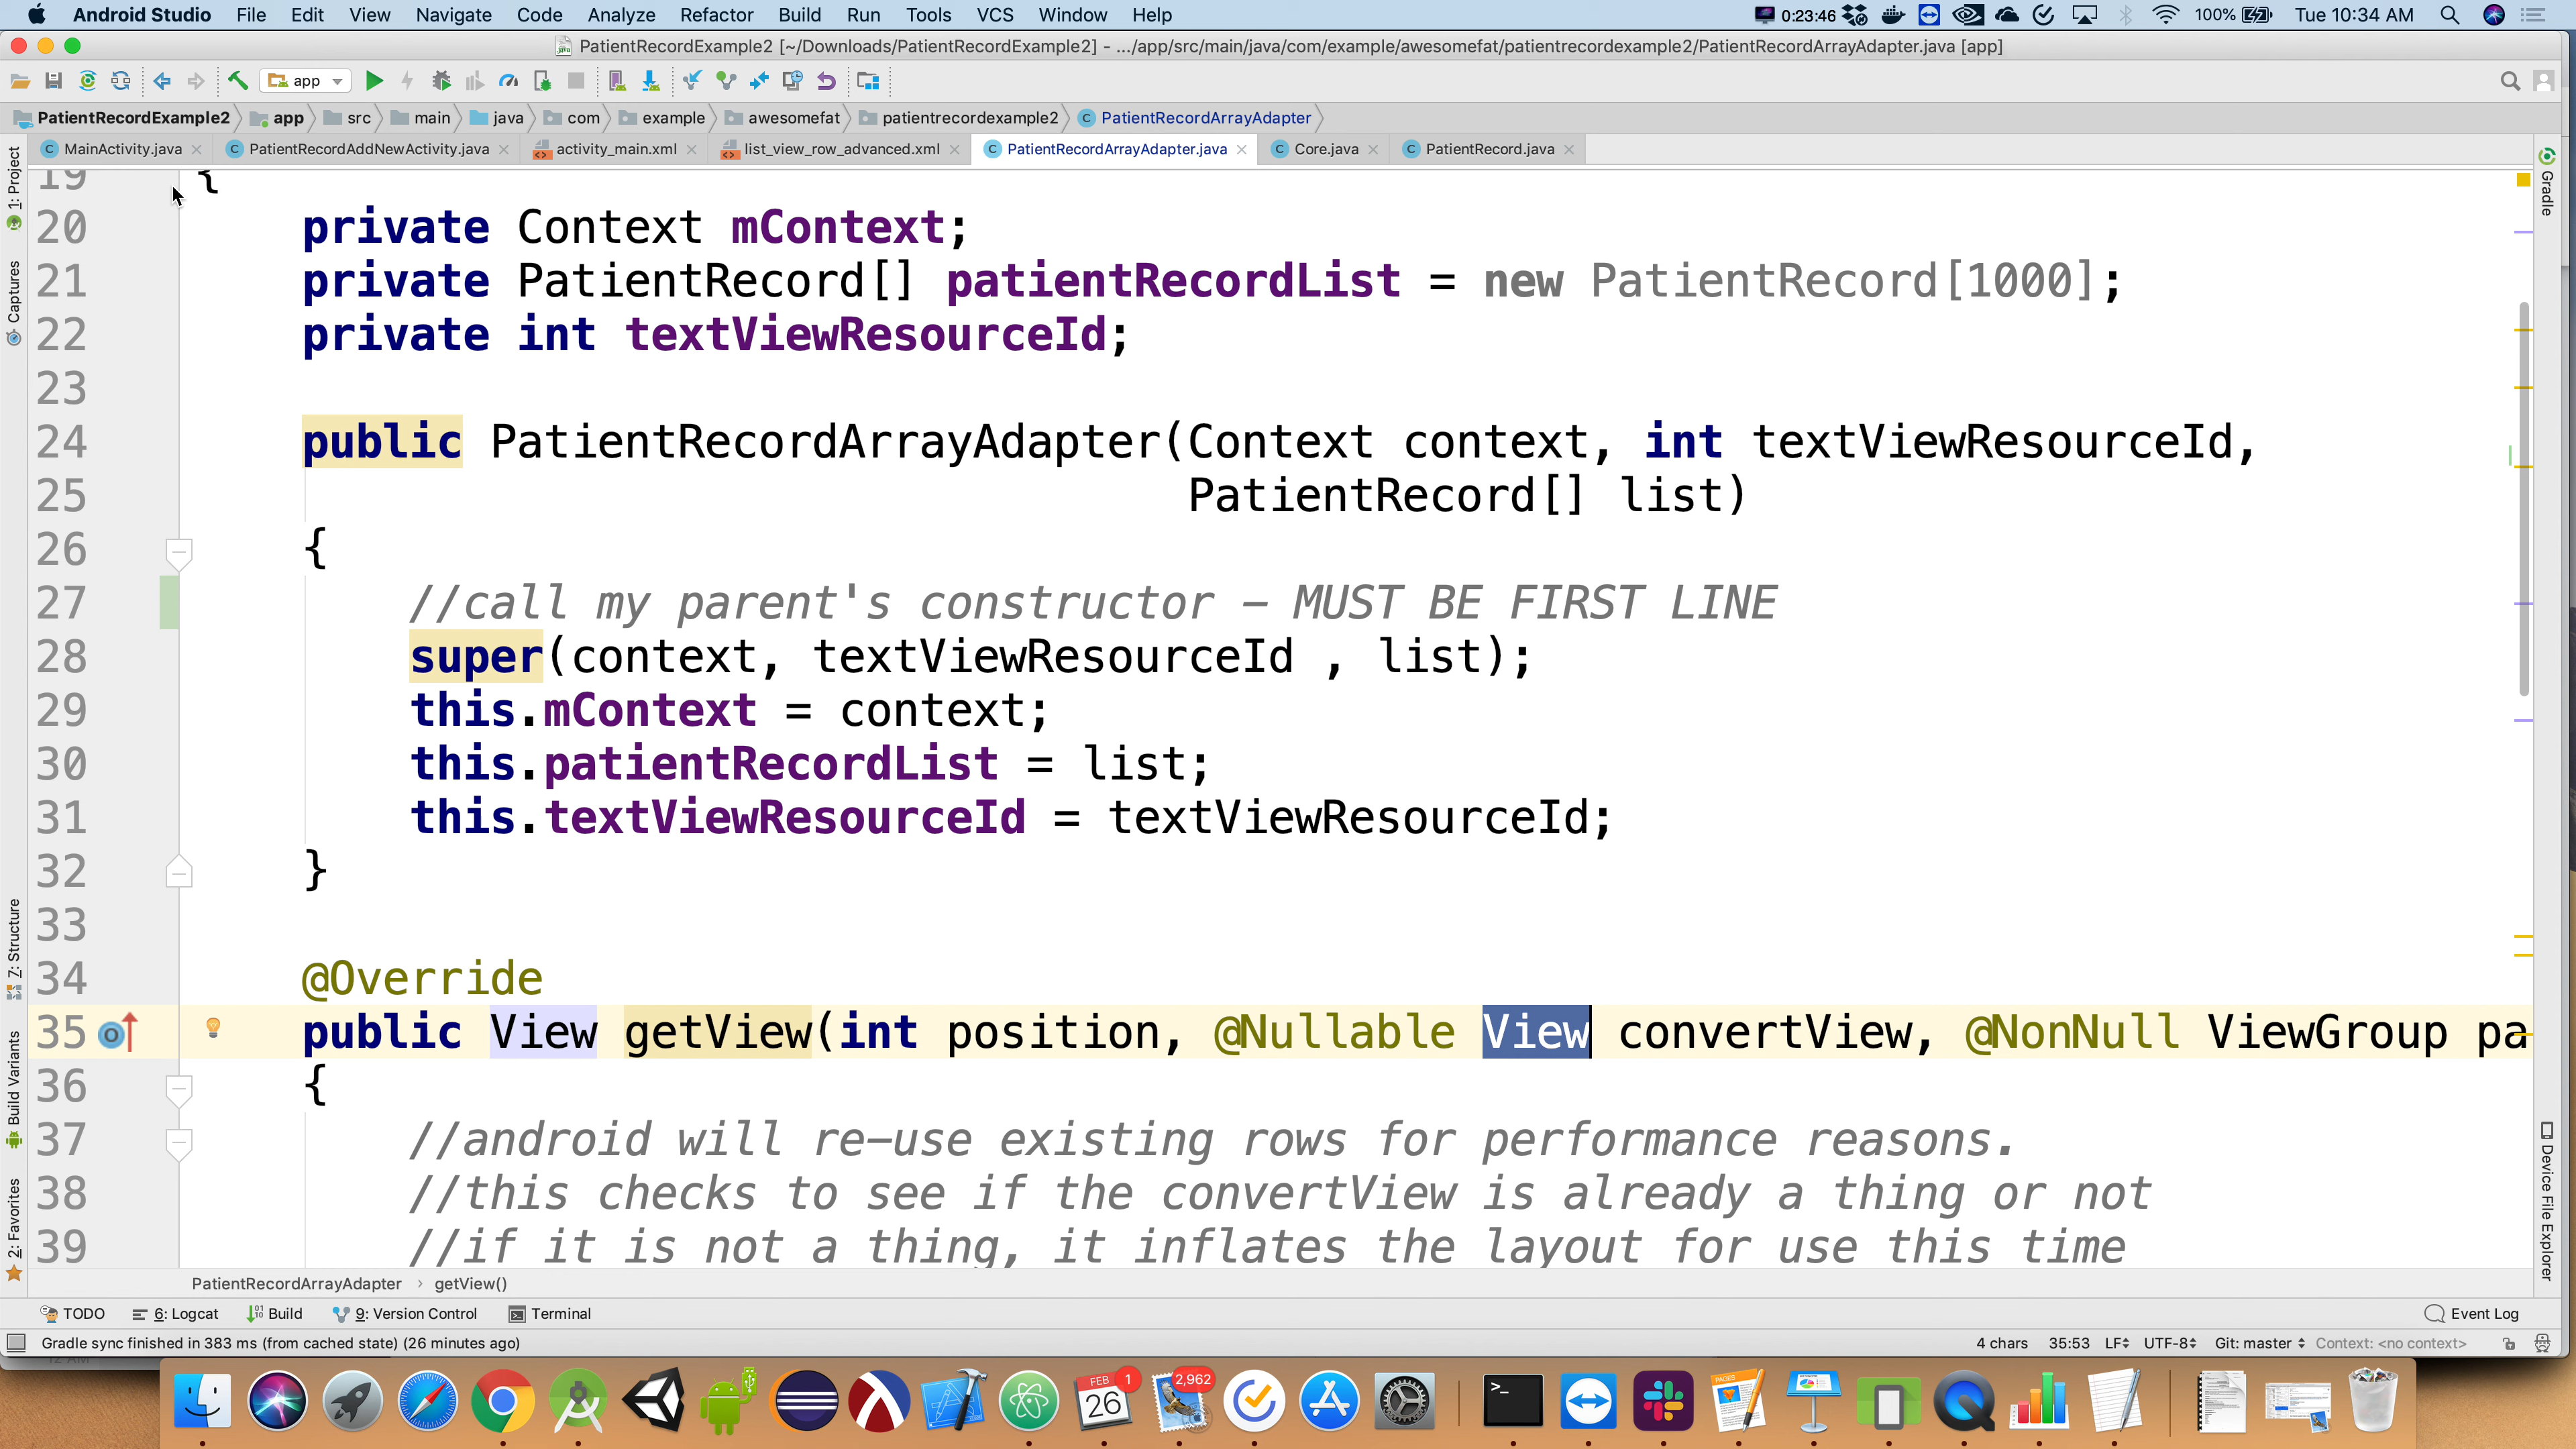 Android Studio File Edit View Navigate Code Analyze Refactor Build Run Tools VCS Window Help 0:23:46 100% Tue 10:34 AM
PatientRecordExample2 [~/Downloads/PatientRecordExample2] - .../app/src/main/java/com/example/awesomefat/patientrecordexample2/PatientRecordArrayAdapter.java [app]
app
PatientRecordExample2 app src main java com example awesomefat patientrecordexample2 PatientRecordArrayAdapter
MainActivity.java PatientRecordAddNewActivity.java activity_main.xml list_view_row_advanced.xml PatientRecordArrayAdapter.java Core.java PatientRecord.java
1: Project
Captures
7: Structure
Build Variants
2: Favorites
Gradle
Device File Explorer
19 {
20 private Context mContext;
21 private PatientRecord[] patientRecordList = new PatientRecord[1000];
22 private int textViewResourceId;
23
24 public PatientRecordArrayAdapter(Context context, int textViewResourceId,
25 PatientRecord[] list)
26 {
27 //call my parent's constructor – MUST BE FIRST LINE
28 super(context, textViewResourceId , list);
29 this.mContext = context;
30 this.patientRecordList = list;
31 this.textViewResourceId = textViewResourceId;
32 }
33
34 @Override
35 public View getView(int position, @Nullable View convertView, @NonNull ViewGroup pa
36 {
37 //android will re-use existing rows for performance reasons.
38 //this checks to see if the convertView is already a thing or not
39 //if it is not a thing, it inflates the layout for use this time
PatientRecordArrayAdapter › getView()
TODO 6: Logcat Build 9: Version Control Terminal Event Log
Gradle sync finished in 383 ms (from cached state) (26 minutes ago) 4 chars 35:53 LF UTF-8 Git: master Context: <no context>
FEB 26 1 2,962 PAGES